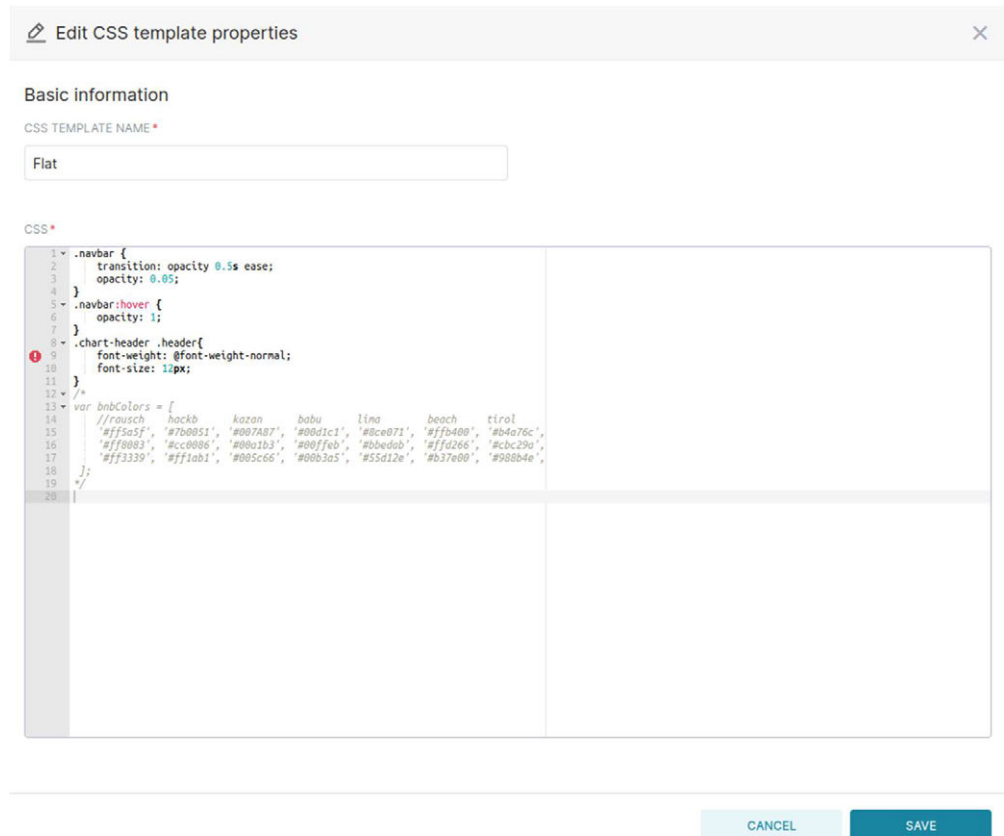 Edit CSS template properties
Basic information
CSS TEMPLATE NAME*
Flat
CSS*
1 .navbar {
2 transition: opacity 0.5s ease;
3 opacity: 0.05;
4 }
5 .navbar:hover {
6 opacity: 1;
7 }
8 .chart-header .header{
9 font-weight: @font-weight-normal;
10 font-size: 12px;
11 }
12 /*
13 var bnbColors = [
14 //rausch hackb kazan babu lima beach tirol
15 '#ff5a5f', '#7b0051', '#007A87', '#00d1c1', '#8ce071', '#ffb400', '#b4a76c',
16 '#ff8083', '#cc0086', '#00a1b3', '#00ffeb', '#bbedab', '#ffd266', '#cbc29a',
17 '#ff3339', '#ff1ab1', '#005c66', '#00b3a5', '#55d12e', '#b37e00', '#988b4e',
18 ];
19 */
20
CANCEL SAVE